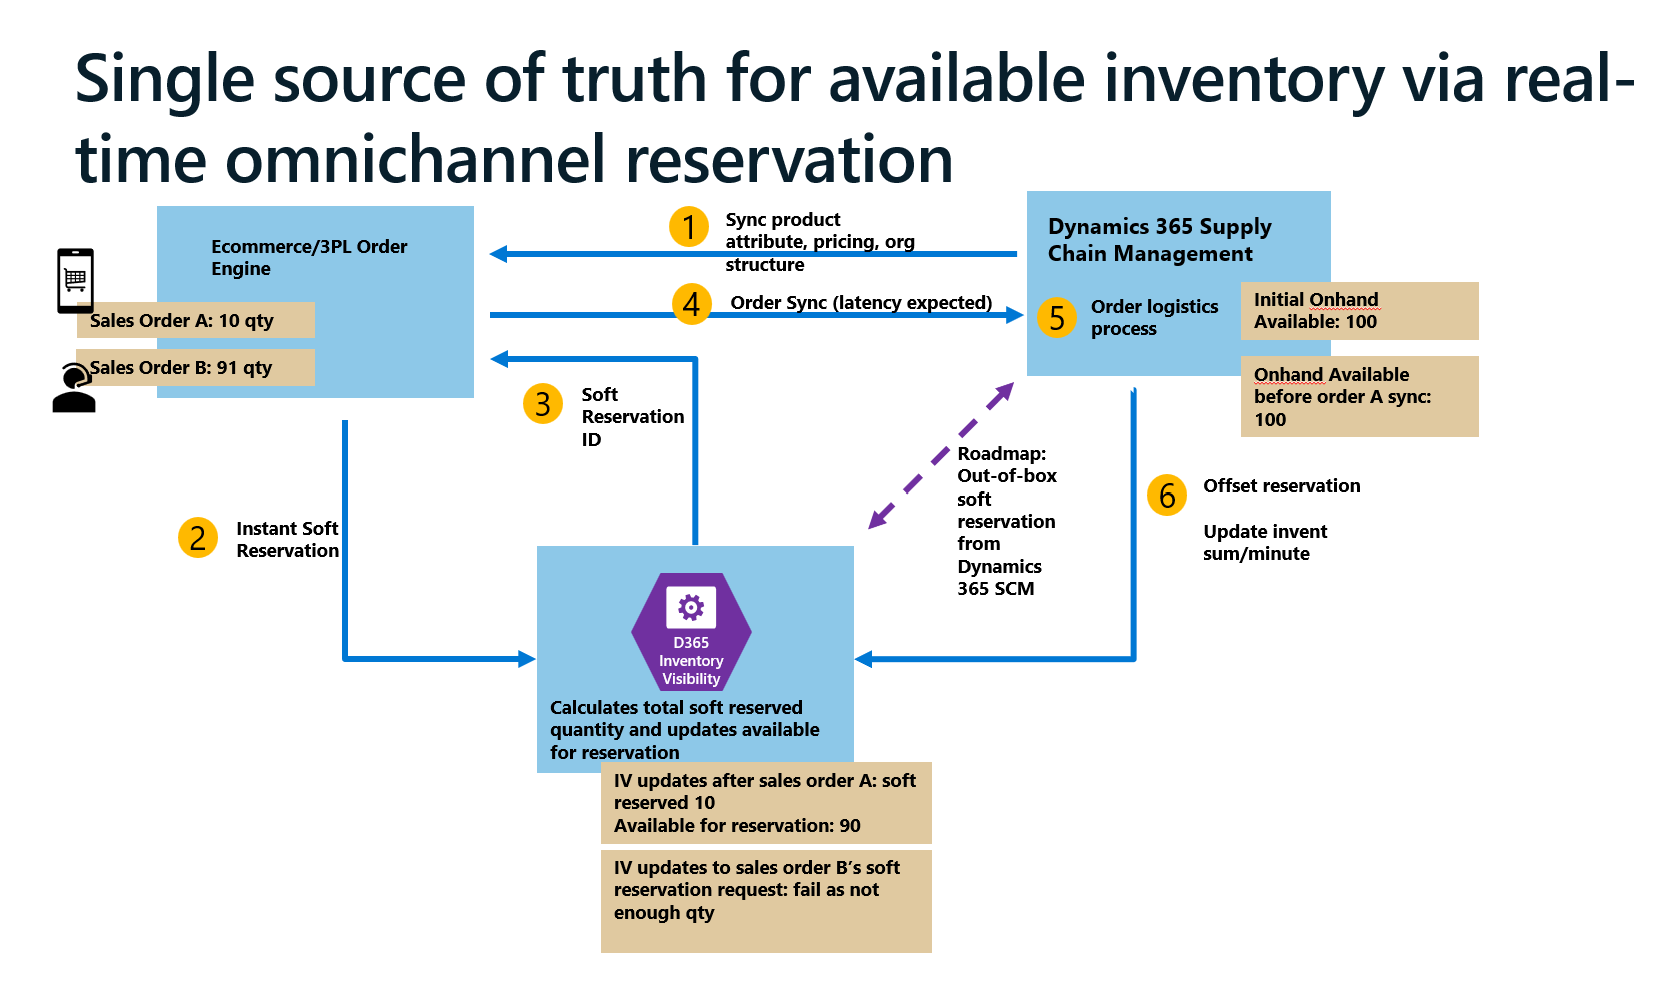 Single source of truth for available inventory via real-
time omnichannel reservation
Ecommerce/3PL Order
Engine
Sales Order A: 10 qty
Sales Order B: 91 qty
1
Sync product
attribute, pricing, org
structure
4
Order Sync (latency expected)
Dynamics 365 Supply
Chain Management
5
Order logistics
process
Initial Onhand
Available: 100
Onhand Available
before order A sync:
100
3
Soft
Reservation
ID
2
Instant Soft
Reservation
Roadmap:
Out-of-box
soft
reservation
from
Dynamics
365 SCM
6
Offset reservation
Update invent
sum/minute
D365
Inventory
Visibility
Calculates total soft reserved
quantity and updates available
for reservation
IV updates after sales order A: soft
reserved 10
Available for reservation: 90
IV updates to sales order B’s soft
reservation request: fail as not
enough qty